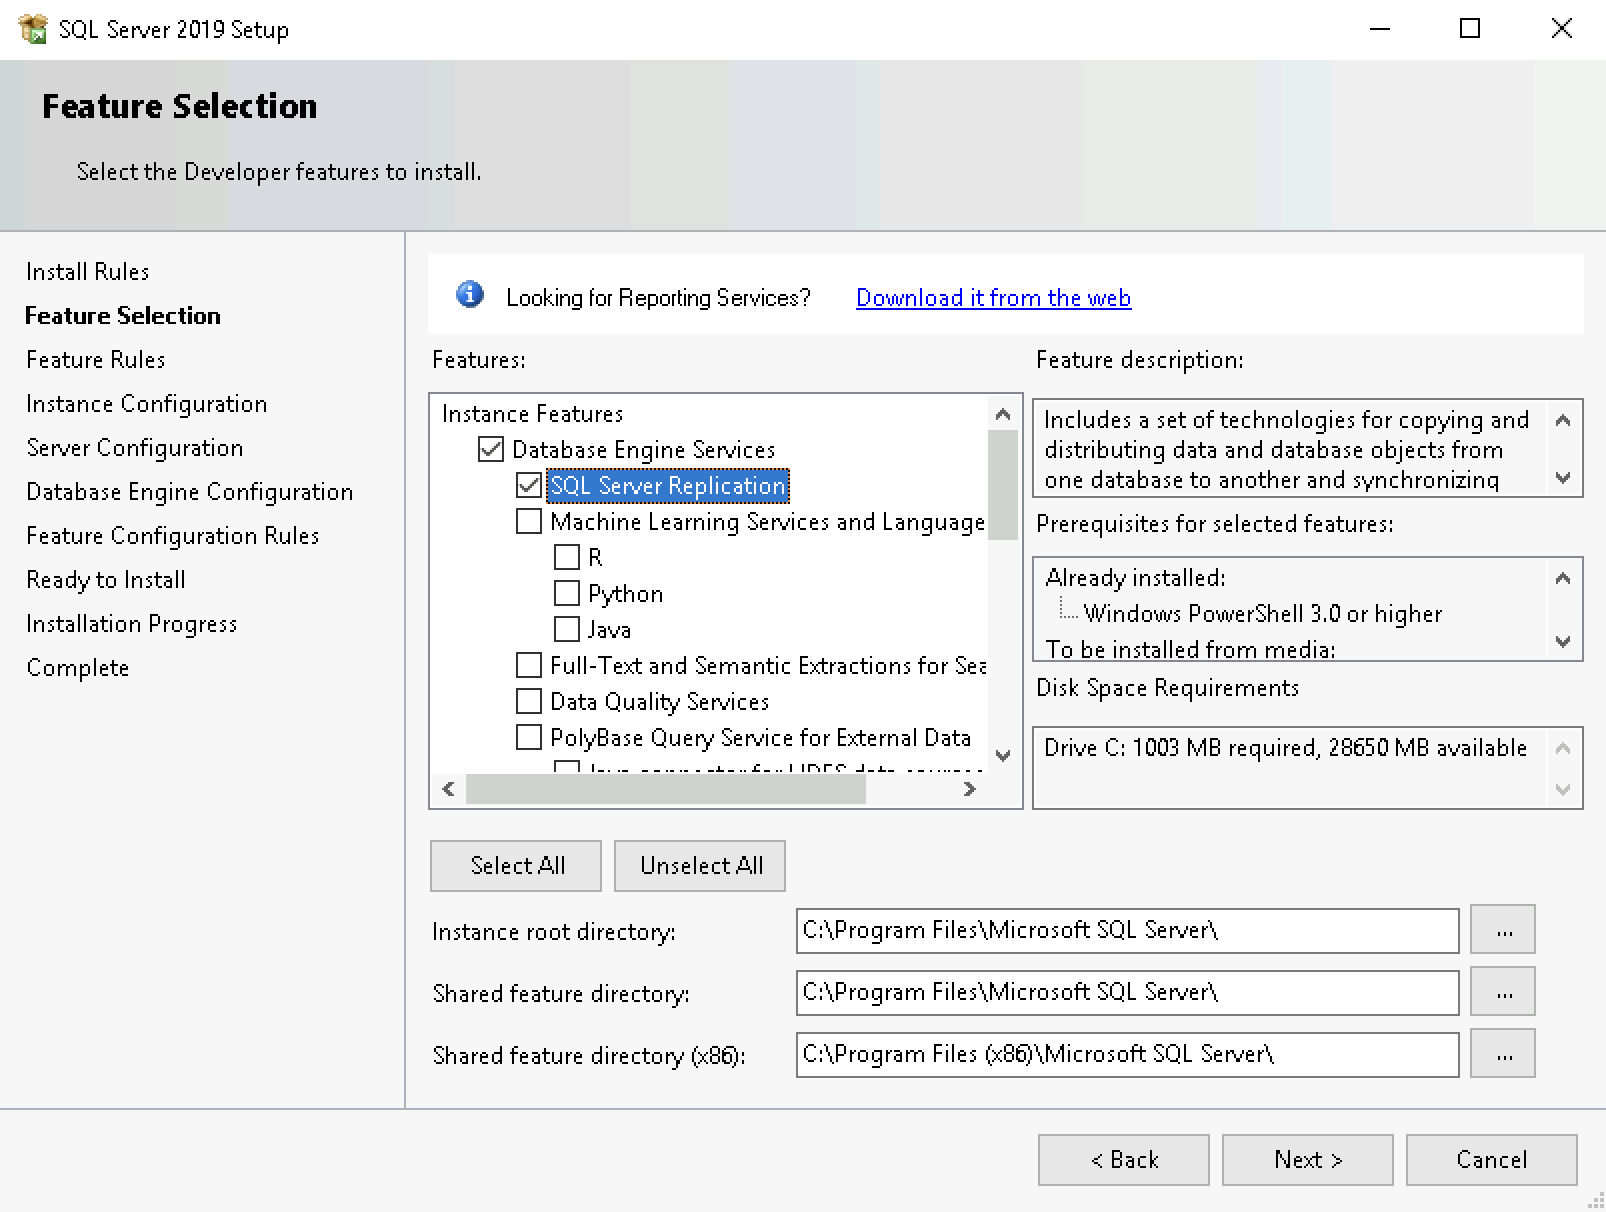 SQL Server 2019 Setup
Feature Selection
Select the Developer features to install.
Install Rules
Feature Selection
Feature Rules
Instance Configuration
Server Configuration
Database Engine Configuration
Feature Configuration Rules
Ready to Install
Installation Progress
Complete
Looking for Reporting Services? Download it from the web
Features:
Instance Features
Database Engine Services
SQL Server Replication
Machine Learning Services and Language
R
Python
Java
Full-Text and Semantic Extractions for Sea
Data Quality Services
PolyBase Query Service for External Data
Java connector for HDFS data sources
Feature description:
Includes a set of technologies for copying and
distributing data and database objects from
one database to another and synchronizing
Prerequisites for selected features:
Already installed:
Windows PowerShell 3.0 or higher
To be installed from media:
Disk Space Requirements
Drive C: 1003 MB required, 28650 MB available
Select All
Unselect All
Instance root directory: C:\Program Files\Microsoft SQL Server\ ...
Shared feature directory: C:\Program Files\Microsoft SQL Server\ ...
Shared feature directory (x86): C:\Program Files (x86)\Microsoft SQL Server\ ...
< Back
Next >
Cancel